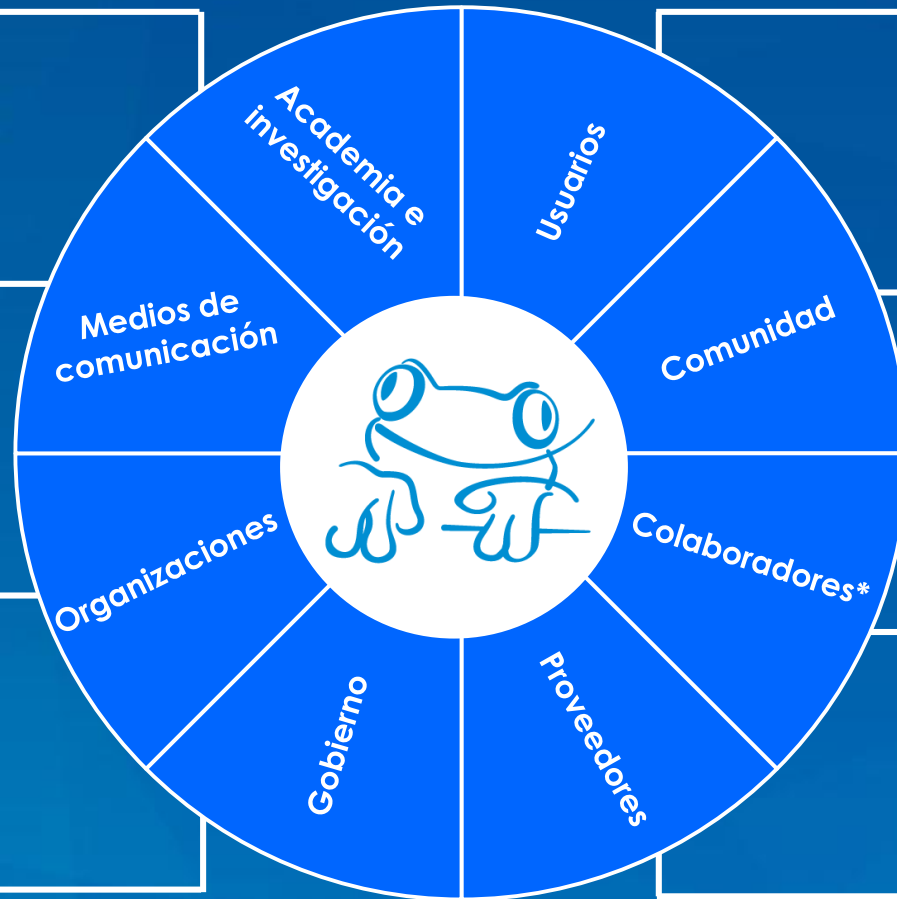 Academia e
investigación
Usuarios
Medios de
comunicación
Comunidad
Organizaciones
Colaboradores*
Gobierno
Proveedores